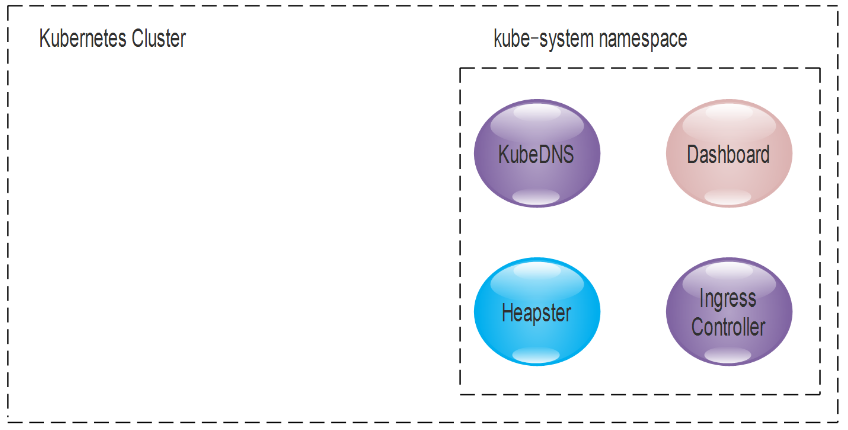 Kubernetes Cluster
kube-system namespace
KubeDNS
Dashboard
Heapster
Ingress
Controller